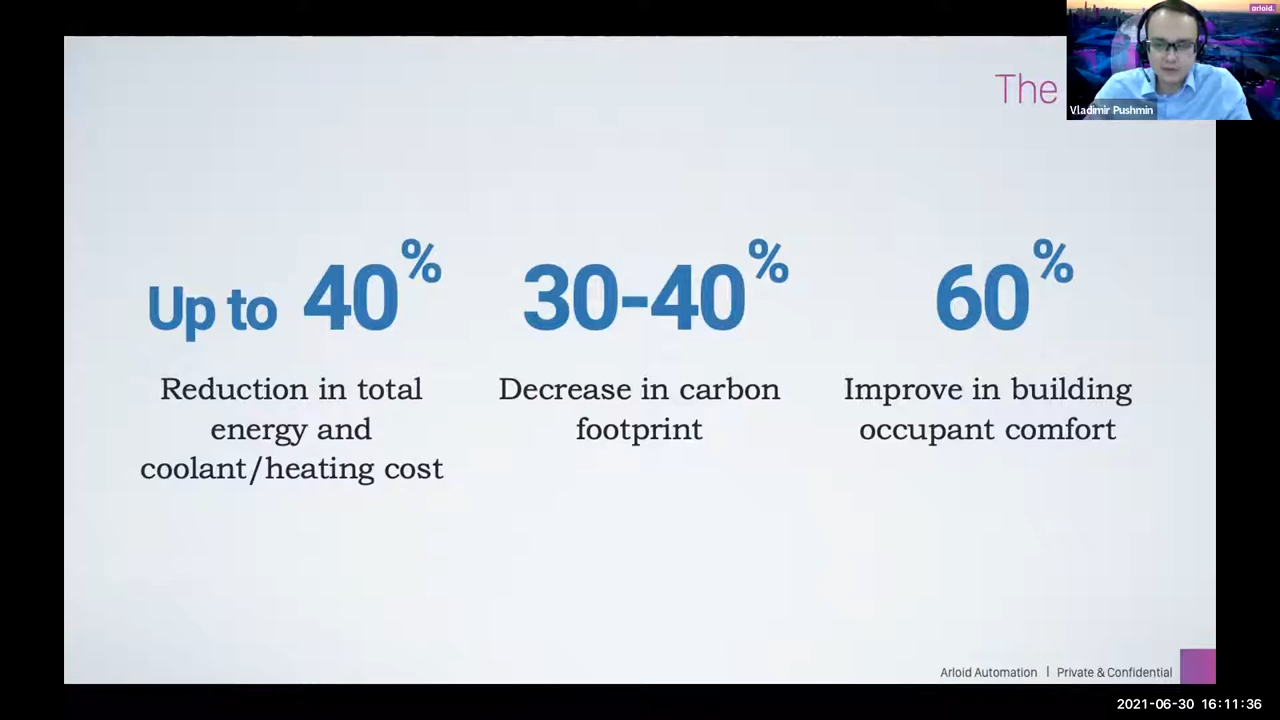 arloid.
The
Vladimir Pushmin
Up to 40%
30-40%
60%
Reduction in total
energy and
coolant/heating cost
Decrease in carbon
footprint
Improve in building
occupant comfort
Arloid Automation | Private & Confidential
2021-06-30 16:11:36